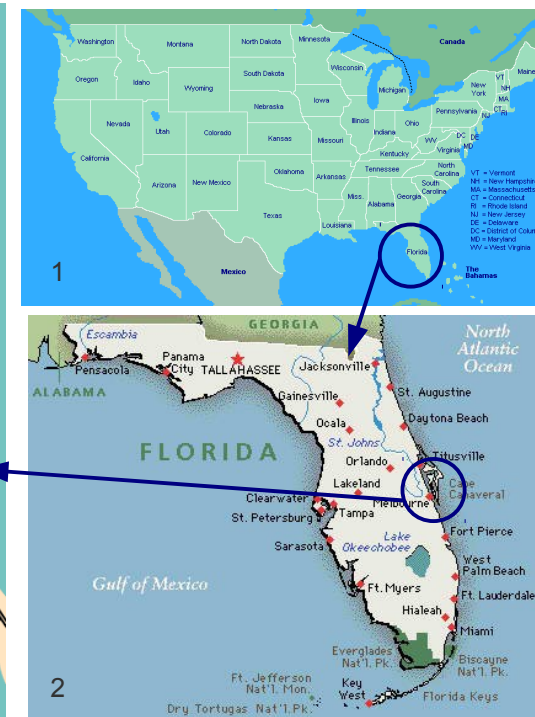 Washington
Montana
North Dakota
Minnesota
Canada
Maine
Oregon
Idaho
Wyoming
South Dakota
Wisconsin
Michigan
New York
VT
NH
MA
CT
RI
Nevada
Utah
Colorado
Nebraska
Iowa
Illinois
Indiana
Ohio
Pennsylvania
NJ
California
Kansas
Missouri
Kentucky
WV
Virginia
DC
DE
MD
Arizona
New Mexico
Oklahoma
Arkansas
Tennessee
North Carolina
South Carolina
Texas
Louisiana
Miss.
Alabama
Georgia
Florida
VT = Vermont
NH = New Hampshire
MA = Massachusetts
CT = Connecticut
RI = Rhode Island
NJ = New Jersey
DE = Delaware
DC = District of Colum
MD = Maryland
WV = West Virginia
Mexico
The
Bahamas
1
GEORGIA
Escambia
Pensacola
Panama
City
TALLAHASSEE
Jacksonville
North
Atlantic
Ocean
ALABAMA
Gainesville
St. Augustine
Ocala
Daytona Beach
St. Johns
FLORIDA
Titusville
Orlando
Cape
Canaveral
Lakeland
Melbourne
Clearwater
Tampa
St. Petersburg
Lake
Okeechobee
Fort Pierce
Sarasota
West
Palm Beach
Gulf of Mexico
Ft. Myers
Ft. Lauderdale
Hialeah
Miami
Everglades
Nat'l. Pk.
Biscayne
Nat'l. Pk.
Ft. Jefferson
Nat'l. Mon.
Key
West
Florida Keys
Dry Tortugas Nat'l. Pk.
2